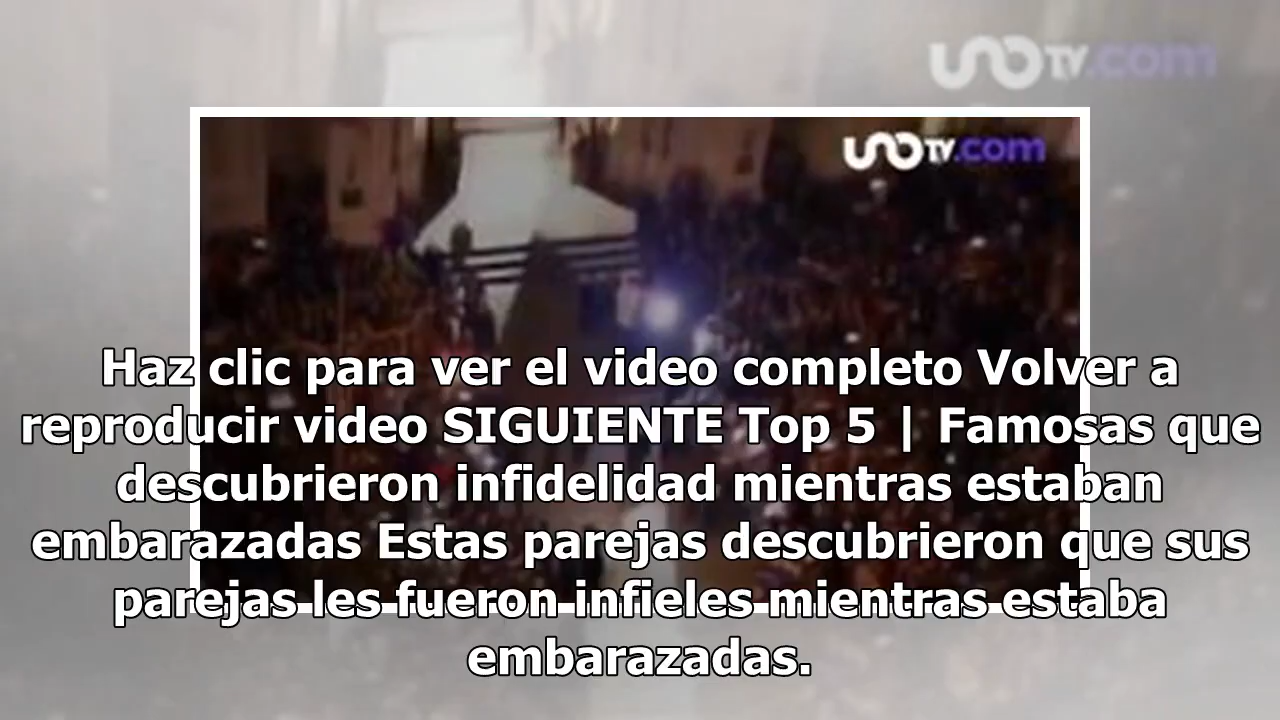 UNOTV.com
UNOTV.com
Haz clic para ver el video completo Volver a
reproducir video SIGUIENTE Top 5 | Famosas que
descubrieron infidelidad mientras estaban
embarazadas Estas parejas descubrieron que sus
parejas les fueron infieles mientras estaba
embarazadas.